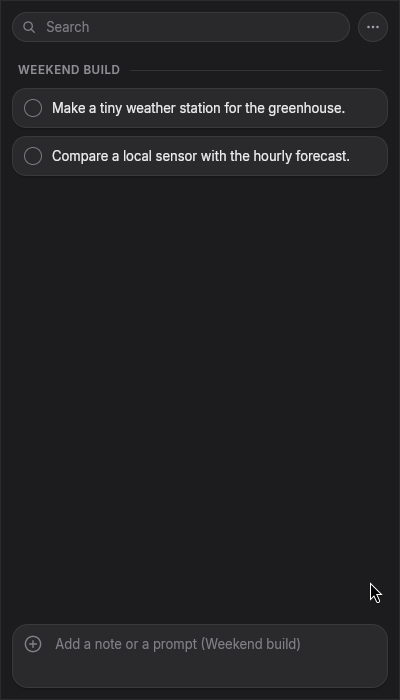 Search
WEEKEND BUILD
Make a tiny weather station for the greenhouse.
Compare a local sensor with the hourly forecast.
Add a note or a prompt (Weekend build)